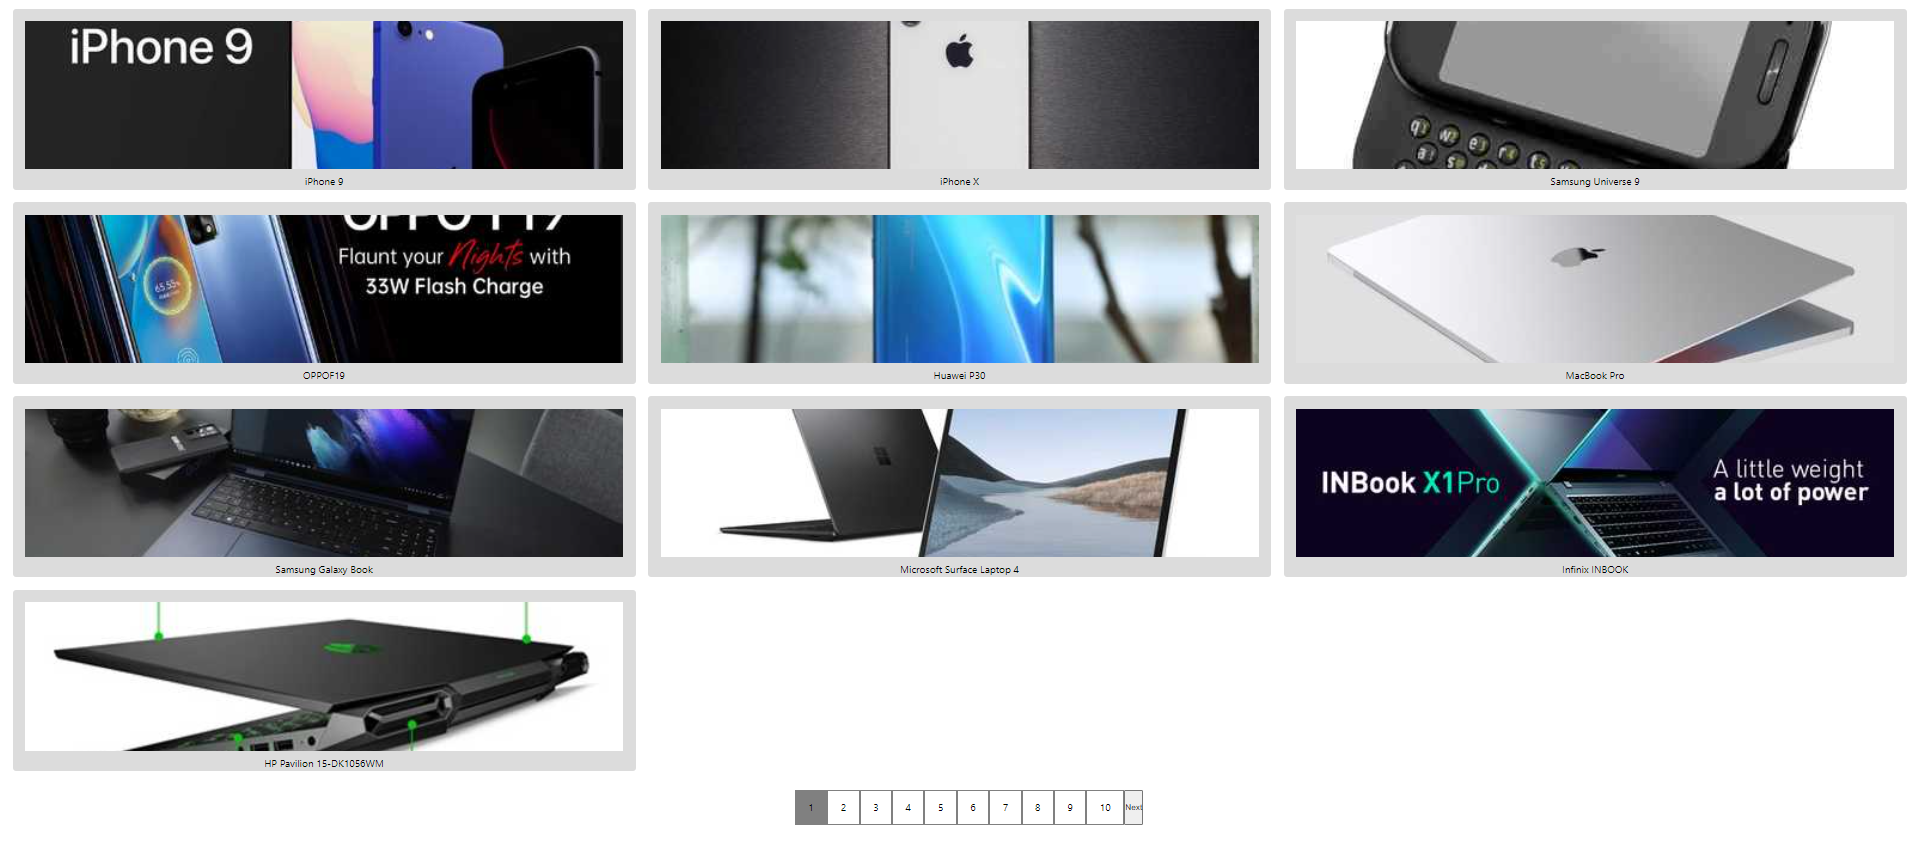 iPhone 9
iPhone 9
iPhone X
q w e r t
a s
Samsung Universe 9
OPPO F19
Flaunt your Nights with
33W Flash Charge
65.55%
OPPOF19
Huawei P30
MacBook Pro
Samsung Galaxy Book
Microsoft Surface Laptop 4
INBook X1Pro
A little weight
a lot of power
Infinix INBOOK
HP Pavilion 15-DK1056WM
1 2 3 4 5 6 7 8 9 10 Next